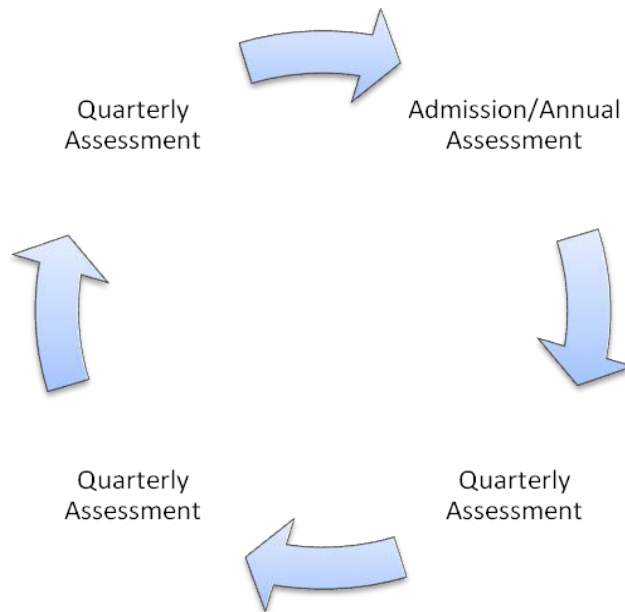 Quarterly
Assessment
Admission/Annual
Assessment
Quarterly
Assessment
Quarterly
Assessment